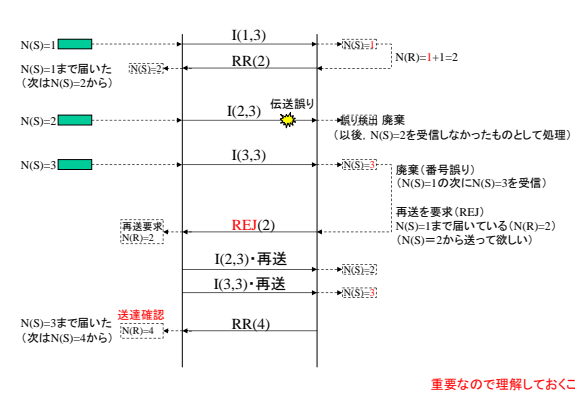 I(1,3)
N(S)=1
N(S)=1
N(R)=1+1=2
RR(2)
N(S)=1まで届いた
(次はN(S)=2から)
N(S)=2
伝送誤り
I(2,3)
N(S)=2
誤り検出 廃棄
(以後, N(S)=2を受信しなかったものとして処理)
I(3,3)
N(S)=3
N(S)=3
廃棄(番号誤り)
(N(S)=1の次にN(S)=3を受信)
再送を要求(REJ)
N(S)=1まで届いている(N(R)=2)
(N(S)=2から送って欲しい)
再送要求
N(R)=2
REJ(2)
I(2,3)・再送
N(S)=2
I(3,3)・再送
N(S)=3
送達確認
N(S)=3まで届いた
(次はN(S)=4から)
N(R)=4
RR(4)
重要なので理解しておくこ